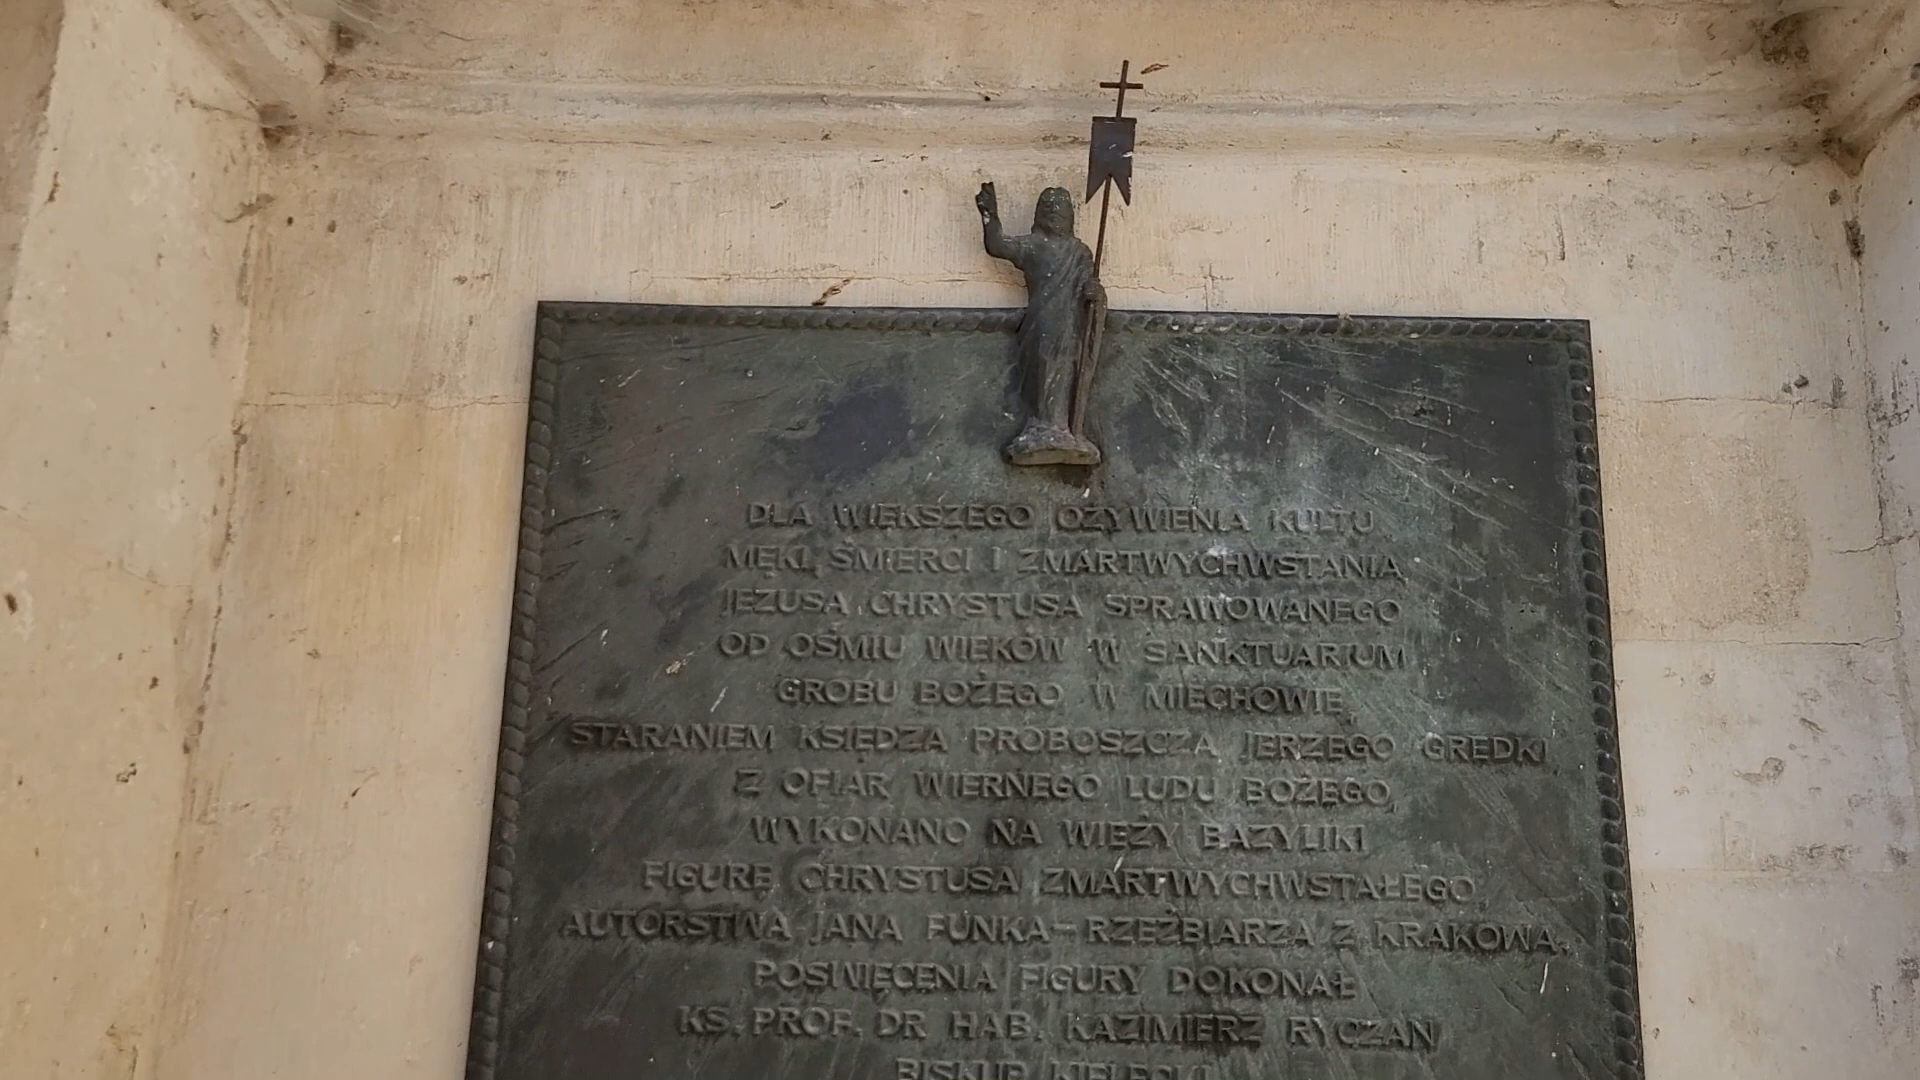 DLA WIĘKSZEGO OŻYWIENIA KULTU
MĘKI, ŚMIERCI I ZMARTWYCHWSTANIA
JEZUSA CHRYSTUSA SPRAWOWANEGO
OD OŚMIU WIEKÓW W SANKTUARIUM
GROBU BOŻEGO W MIECHOWIE,
STARANIEM KSIĘDZA PROBOSZCZA JERZEGO GREDKI
Z OFIAR WIERNEGO LUDU BOŻEGO,
WYKONANO NA WIEŻY BAZYLIKI
FIGURĘ CHRYSTUSA ZMARTWYCHWSTAŁEGO,
AUTORSTWA JANA FUNKA – RZEŹBIARZA Z KRAKOWA.
POŚWIĘCENIA FIGURY DOKONAŁ
KS. PROF. DR HAB. KAZIMIERZ RYCZAN
BISKUP KIELECKI